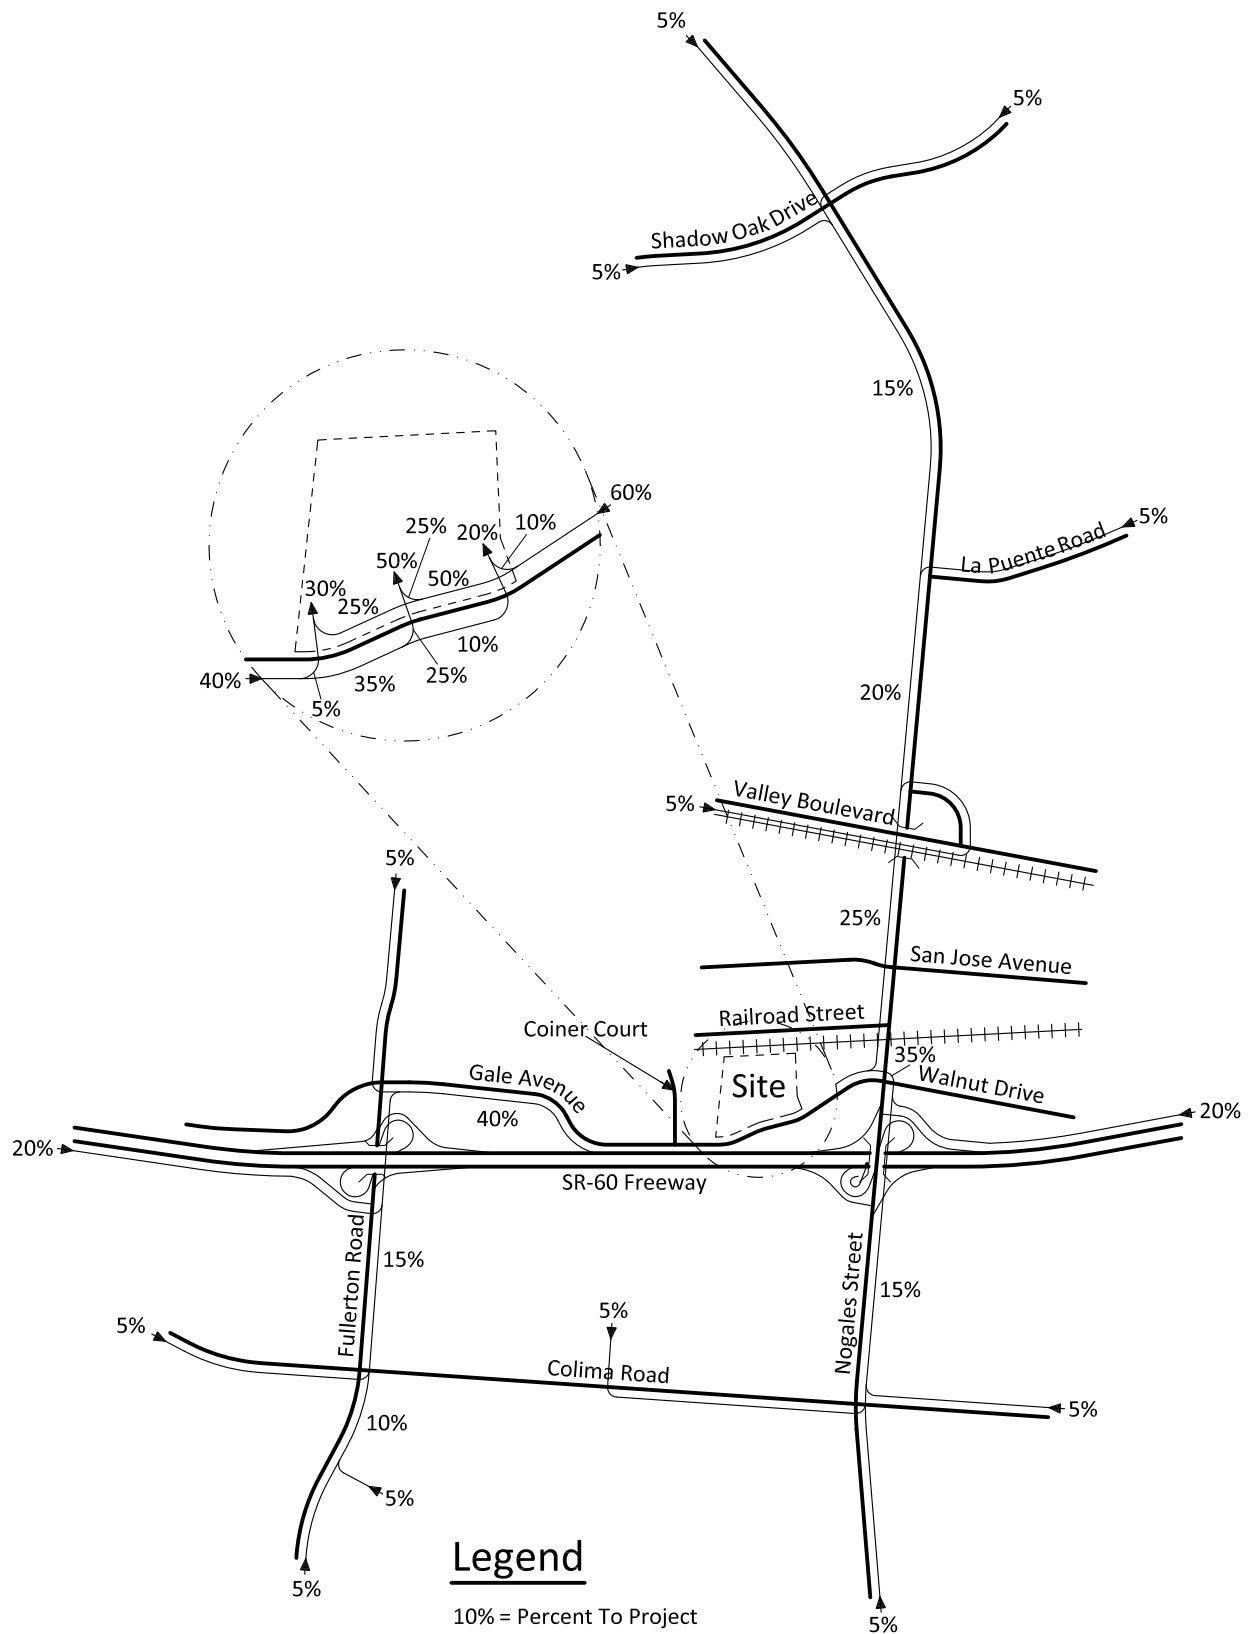 5%
5%
Shadow Oak Drive
5%
15%
60%
10%
25%
20%
5%
La Puente Road
50%
50%
30%
25%
10%
25%
40%
35%
5%
20%
Valley Boulevard
5%
5%
25%
San Jose Avenue
Railroad Street
Coiner Court
35%
Walnut Drive
Gale Avenue
Site
40%
20%
20%
SR-60 Freeway
Fullerton Road
15%
Nogales Street
15%
5%
5%
Colima Road
5%
10%
5%
5%
5%
Legend
10% = Percent To Project